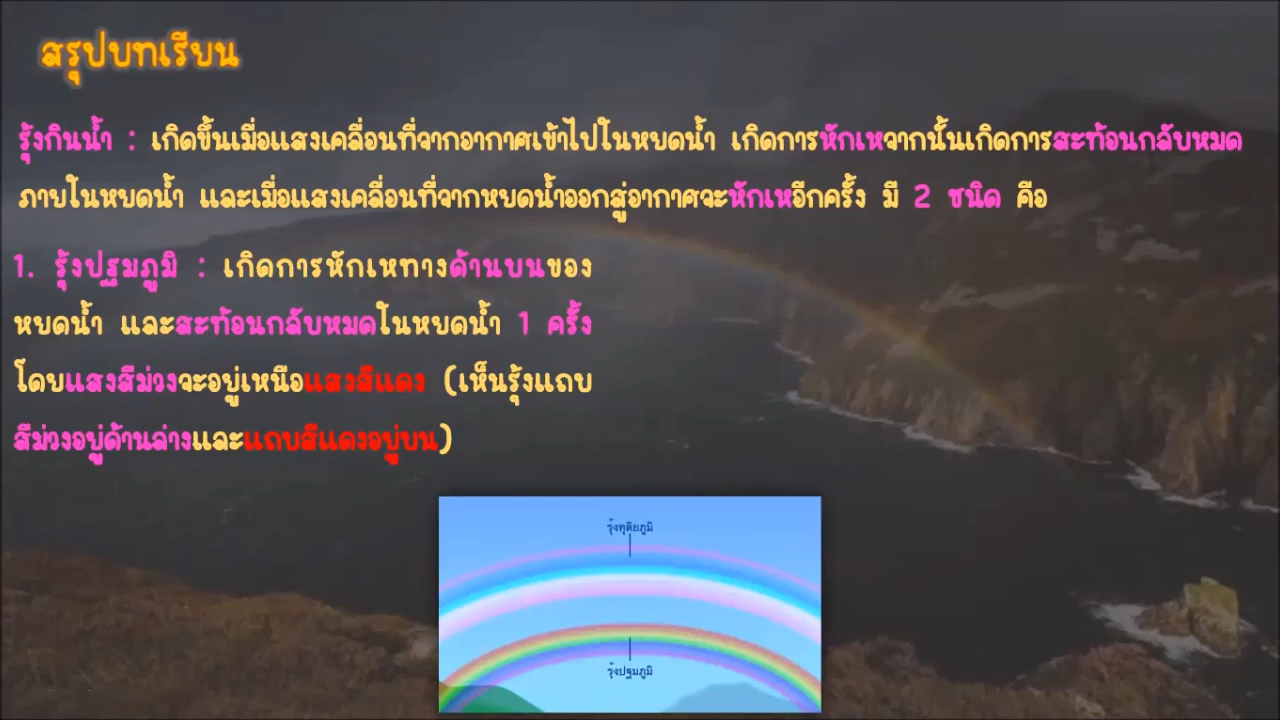 สรุปบทเรียน
รุ้งกินน้ำ : เกิดขึ้นเมื่อแสงเคลื่อนที่จากอากาศเข้าไปในหยดน้ำ เกิดการหักเหจากนั้นเกิดการสะท้อนกลับหมด
ภายในหยดน้ำ และเมื่อแสงเคลื่อนที่จากหยดน้ำออกสู่อากาศจะหักเหอีกครั้ง มี 2 ชนิด คือ
1. รุ้งปฐมภูมิ : เกิดการหักเหทางด้านบนของ
หยดน้ำ และสะท้อนกลับหมดในหยดน้ำ 1 ครั้ง
โดยแสงสีม่วงจะอยู่เหนือแสงสีแดง (เห็นรุ้งแถบ
สีม่วงอยู่ด้านล่างและแถบสีแดงอยู่บน)
รุ้งทุติยภูมิ
รุ้งปฐมภูมิ